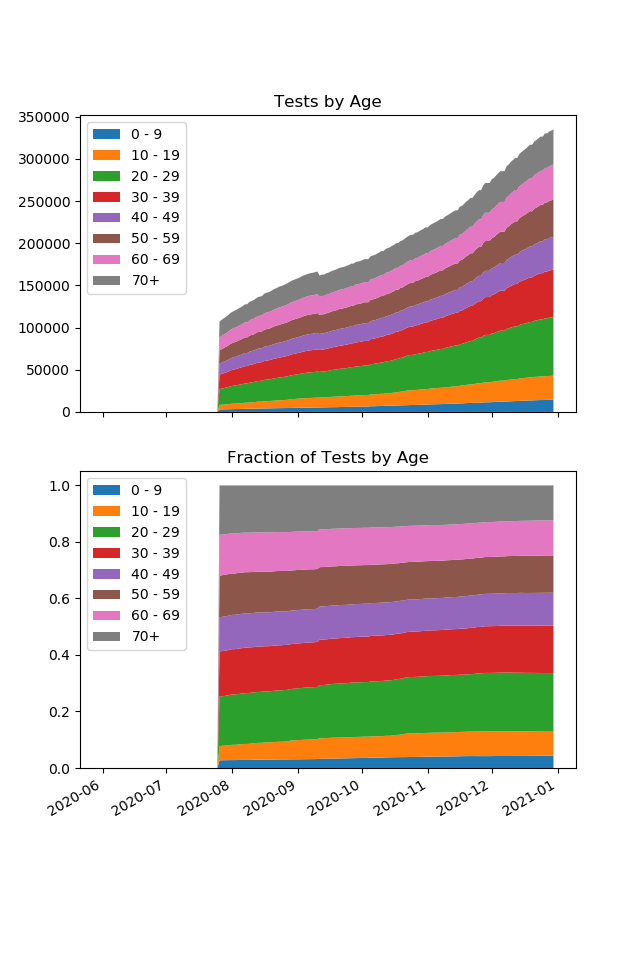 Tests by Age
350000
300000
250000
200000
150000
100000
50000
0
0 - 9
10 - 19
20 - 29
30 - 39
40 - 49
50 - 59
60 - 69
70+
Fraction of Tests by Age
1.0
0.8
0.6
0.4
0.2
0.0
0 - 9
10 - 19
20 - 29
30 - 39
40 - 49
50 - 59
60 - 69
70+
2020-06
2020-07
2020-08
2020-09
2020-10
2020-11
2020-12
2021-01